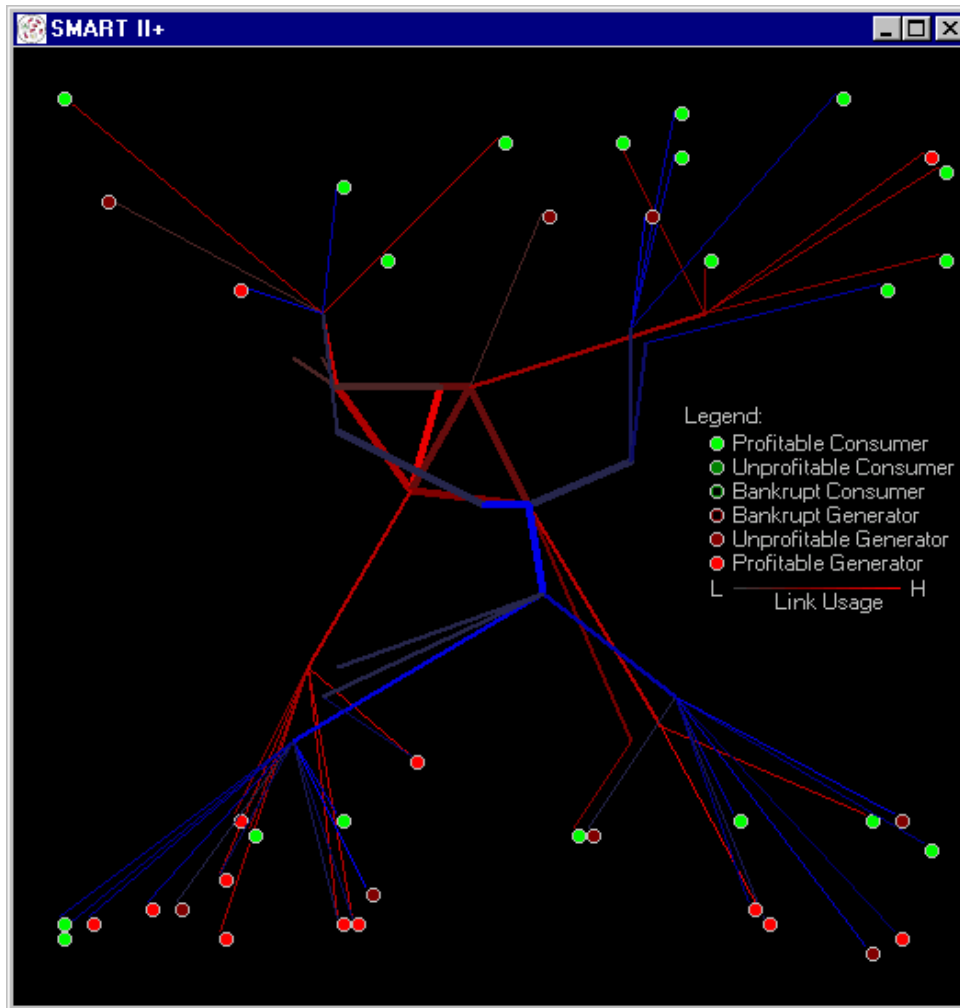 SMART II+
Legend:
Profitable Consumer
Unprofitable Consumer
Bankrupt Consumer
Bankrupt Generator
Unprofitable Generator
Profitable Generator
L H
Link Usage